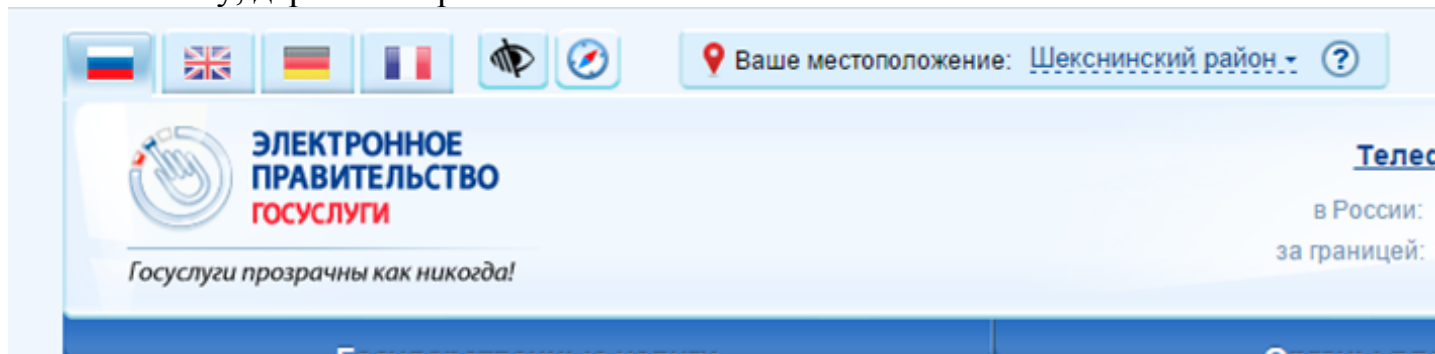 Ваше местоположение: Шекснинский район ?
ЭЛЕКТРОННОЕ
ПРАВИТЕЛЬСТВО
ГОСУСЛУГИ
Госуслуги прозрачны как никогда!
в России:
за границей: